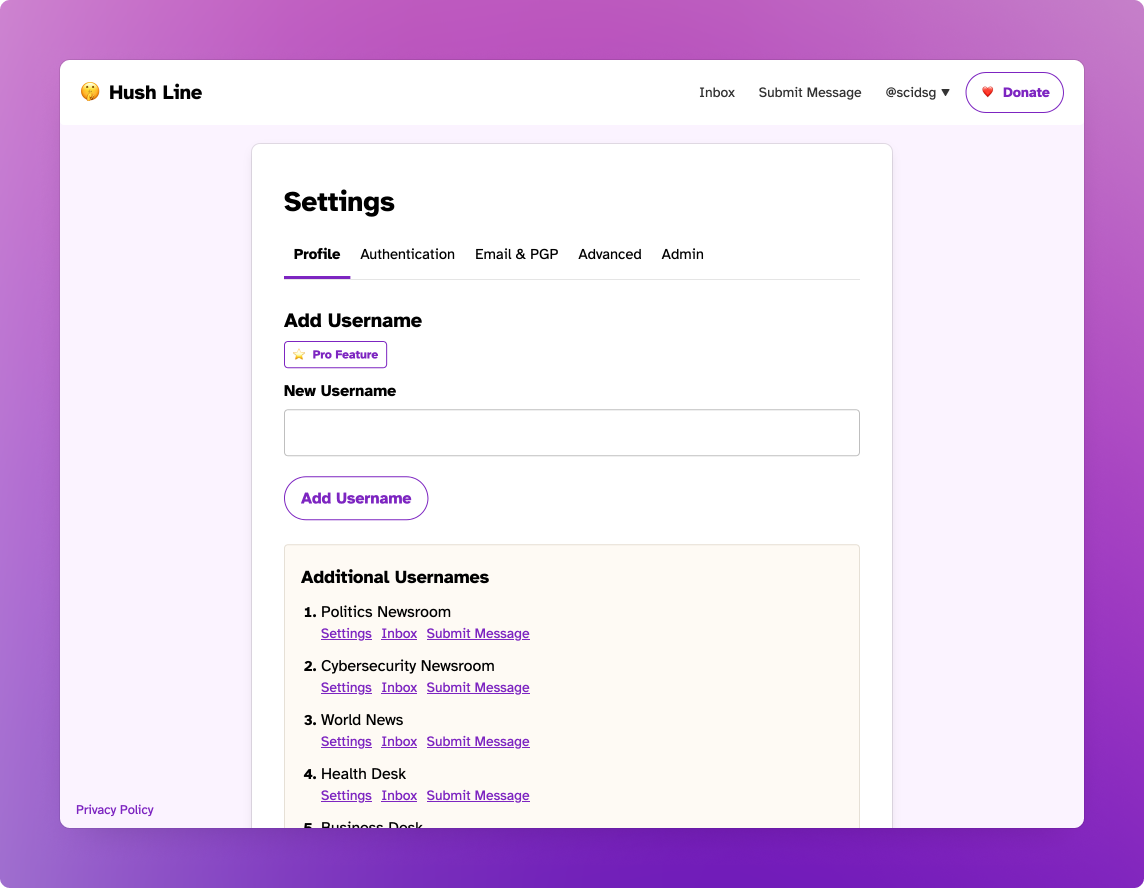 Hush Line
Inbox Submit Message @scidsg ▼ Donate
Settings
Profile Authentication Email & PGP Advanced Admin
Add Username
Pro Feature
New Username
Add Username
Additional Usernames
1. Politics Newsroom
Settings Inbox Submit Message
2. Cybersecurity Newsroom
Settings Inbox Submit Message
3. World News
Settings Inbox Submit Message
4. Health Desk
Settings Inbox Submit Message
Privacy Policy
5. Business Desk